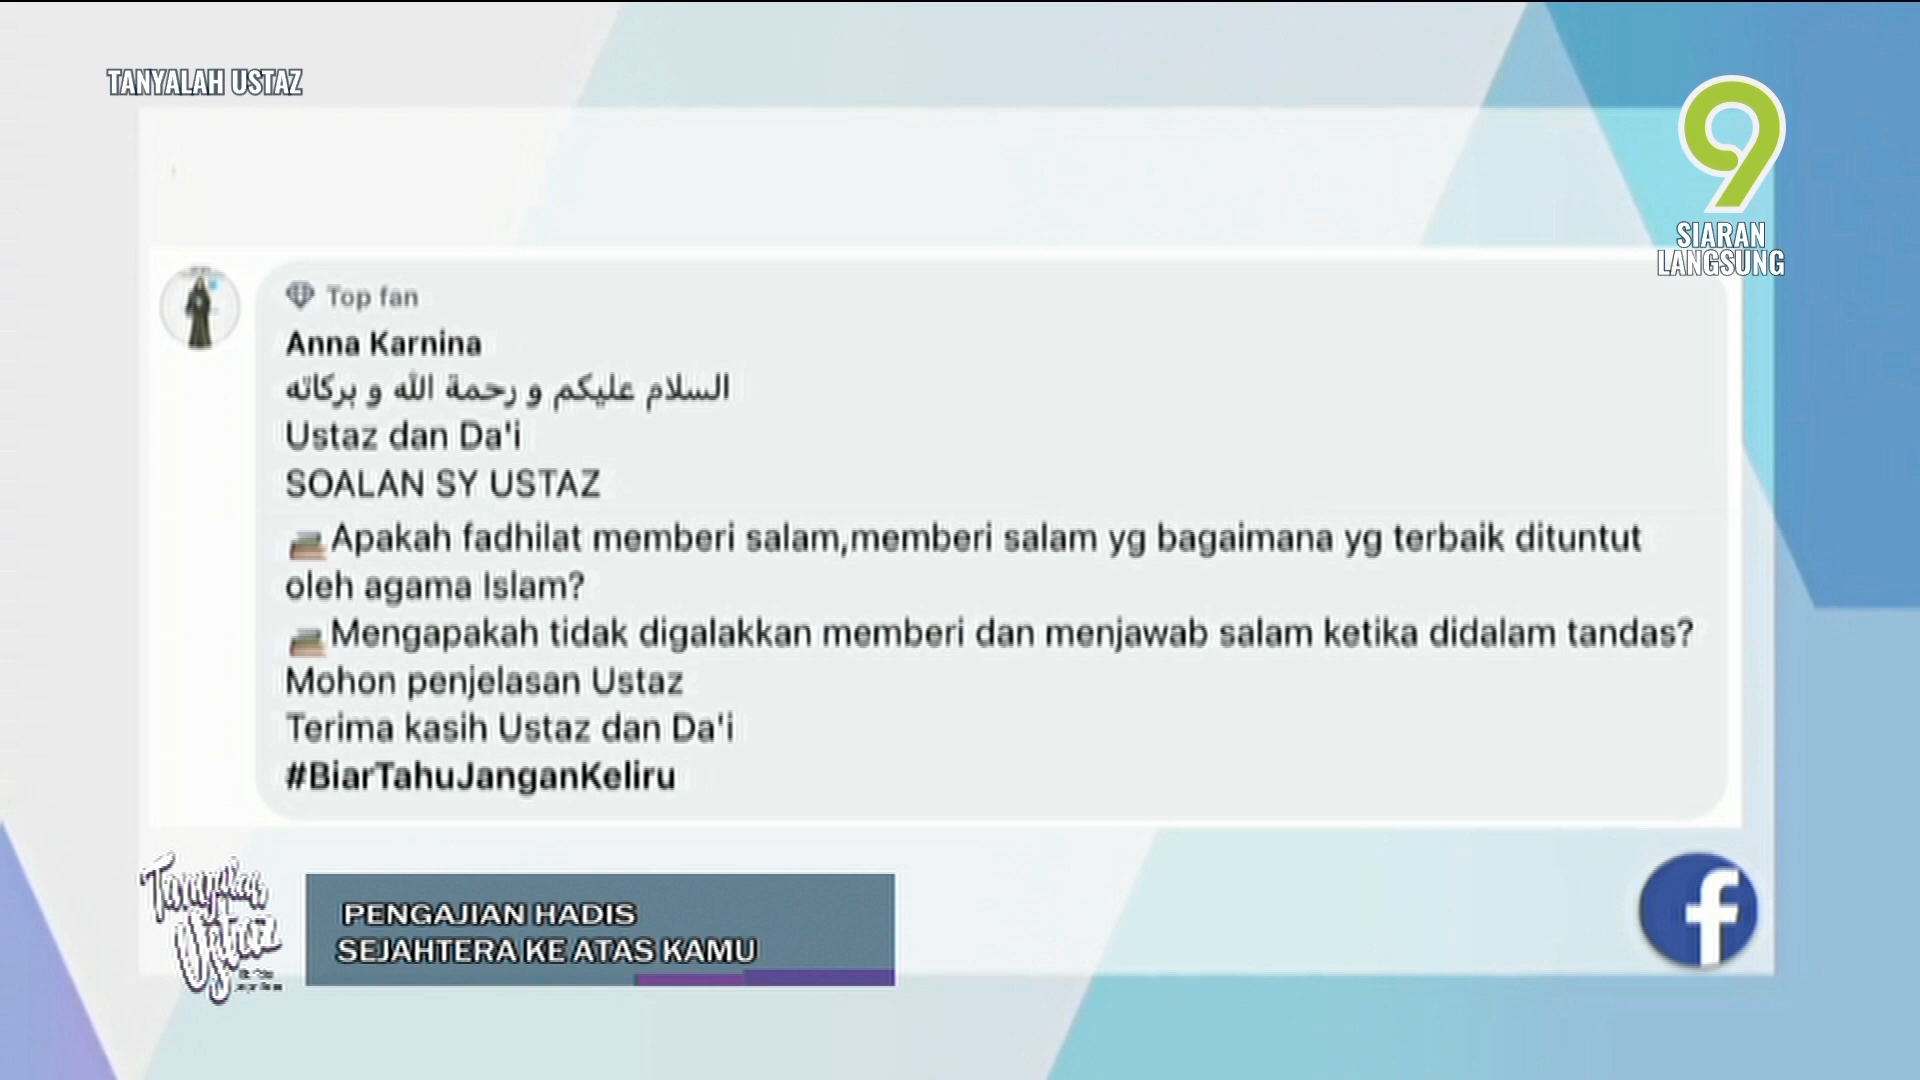 TANYALAH USTAZ
9
SIARAN
LANGSUNG
Top fan
Anna Karnina
السلام عليكم و رحمة الله و بركاته
Ustaz dan Da'i
SOALAN SY USTAZ
Apakah fadhilat memberi salam,memberi salam yg bagaimana yg terbaik dituntut
oleh agama Islam?
Mengapakah tidak digalakkan memberi dan menjawab salam ketika didalam tandas?
Mohon penjelasan Ustaz
Terima kasih Ustaz dan Da'i
#BiarTahuJanganKeliru
Tanyalah
Ustaz
PENGAJIAN HADIS
SEJAHTERA KE ATAS KAMU
f